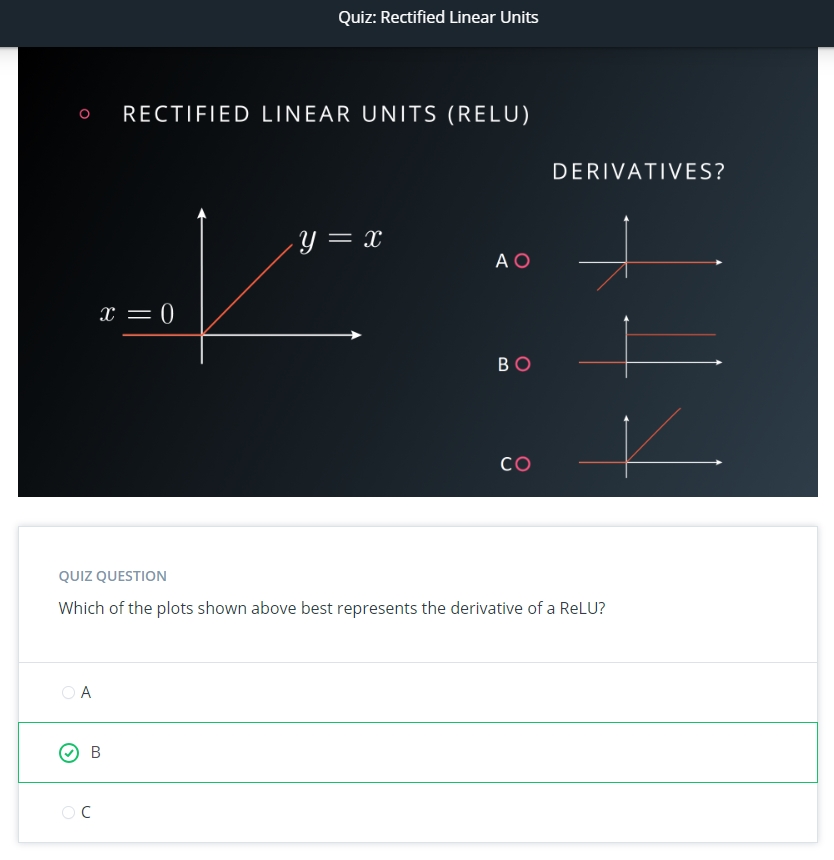 Quiz: Rectified Linear Units
RECTIFIED LINEAR UNITS (RELU)
DERIVATIVES?
y = x
x = 0
A
B
C
QUIZ QUESTION
Which of the plots shown above best represents the derivative of a ReLU?
A
B
C